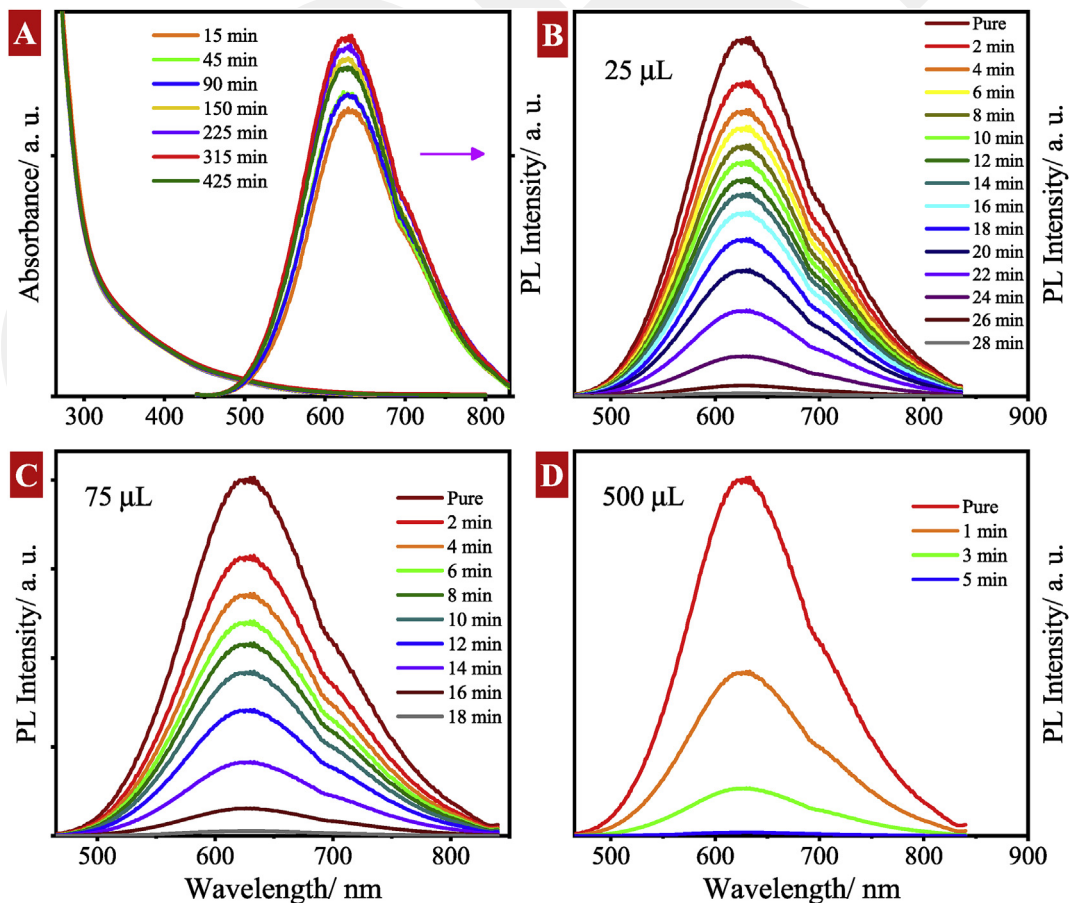 A
15 min
45 min
90 min
150 min
225 min
315 min
425 min
Absorbance/ a. u.
PL Intensity/ a. u.
300 400 500 600 700 800
B
25 μL
Pure
2 min
4 min
6 min
8 min
10 min
12 min
14 min
16 min
18 min
20 min
22 min
24 min
26 min
28 min
PL Intensity/ a. u.
500 600 700 800 900
C
75 μL
Pure
2 min
4 min
6 min
8 min
10 min
12 min
14 min
16 min
18 min
PL Intensity/ a. u.
500 600 700 800
Wavelength/ nm
D
500 μL
Pure
1 min
3 min
5 min
PL Intensity/ a. u.
500 600 700 800 900
Wavelength/ nm